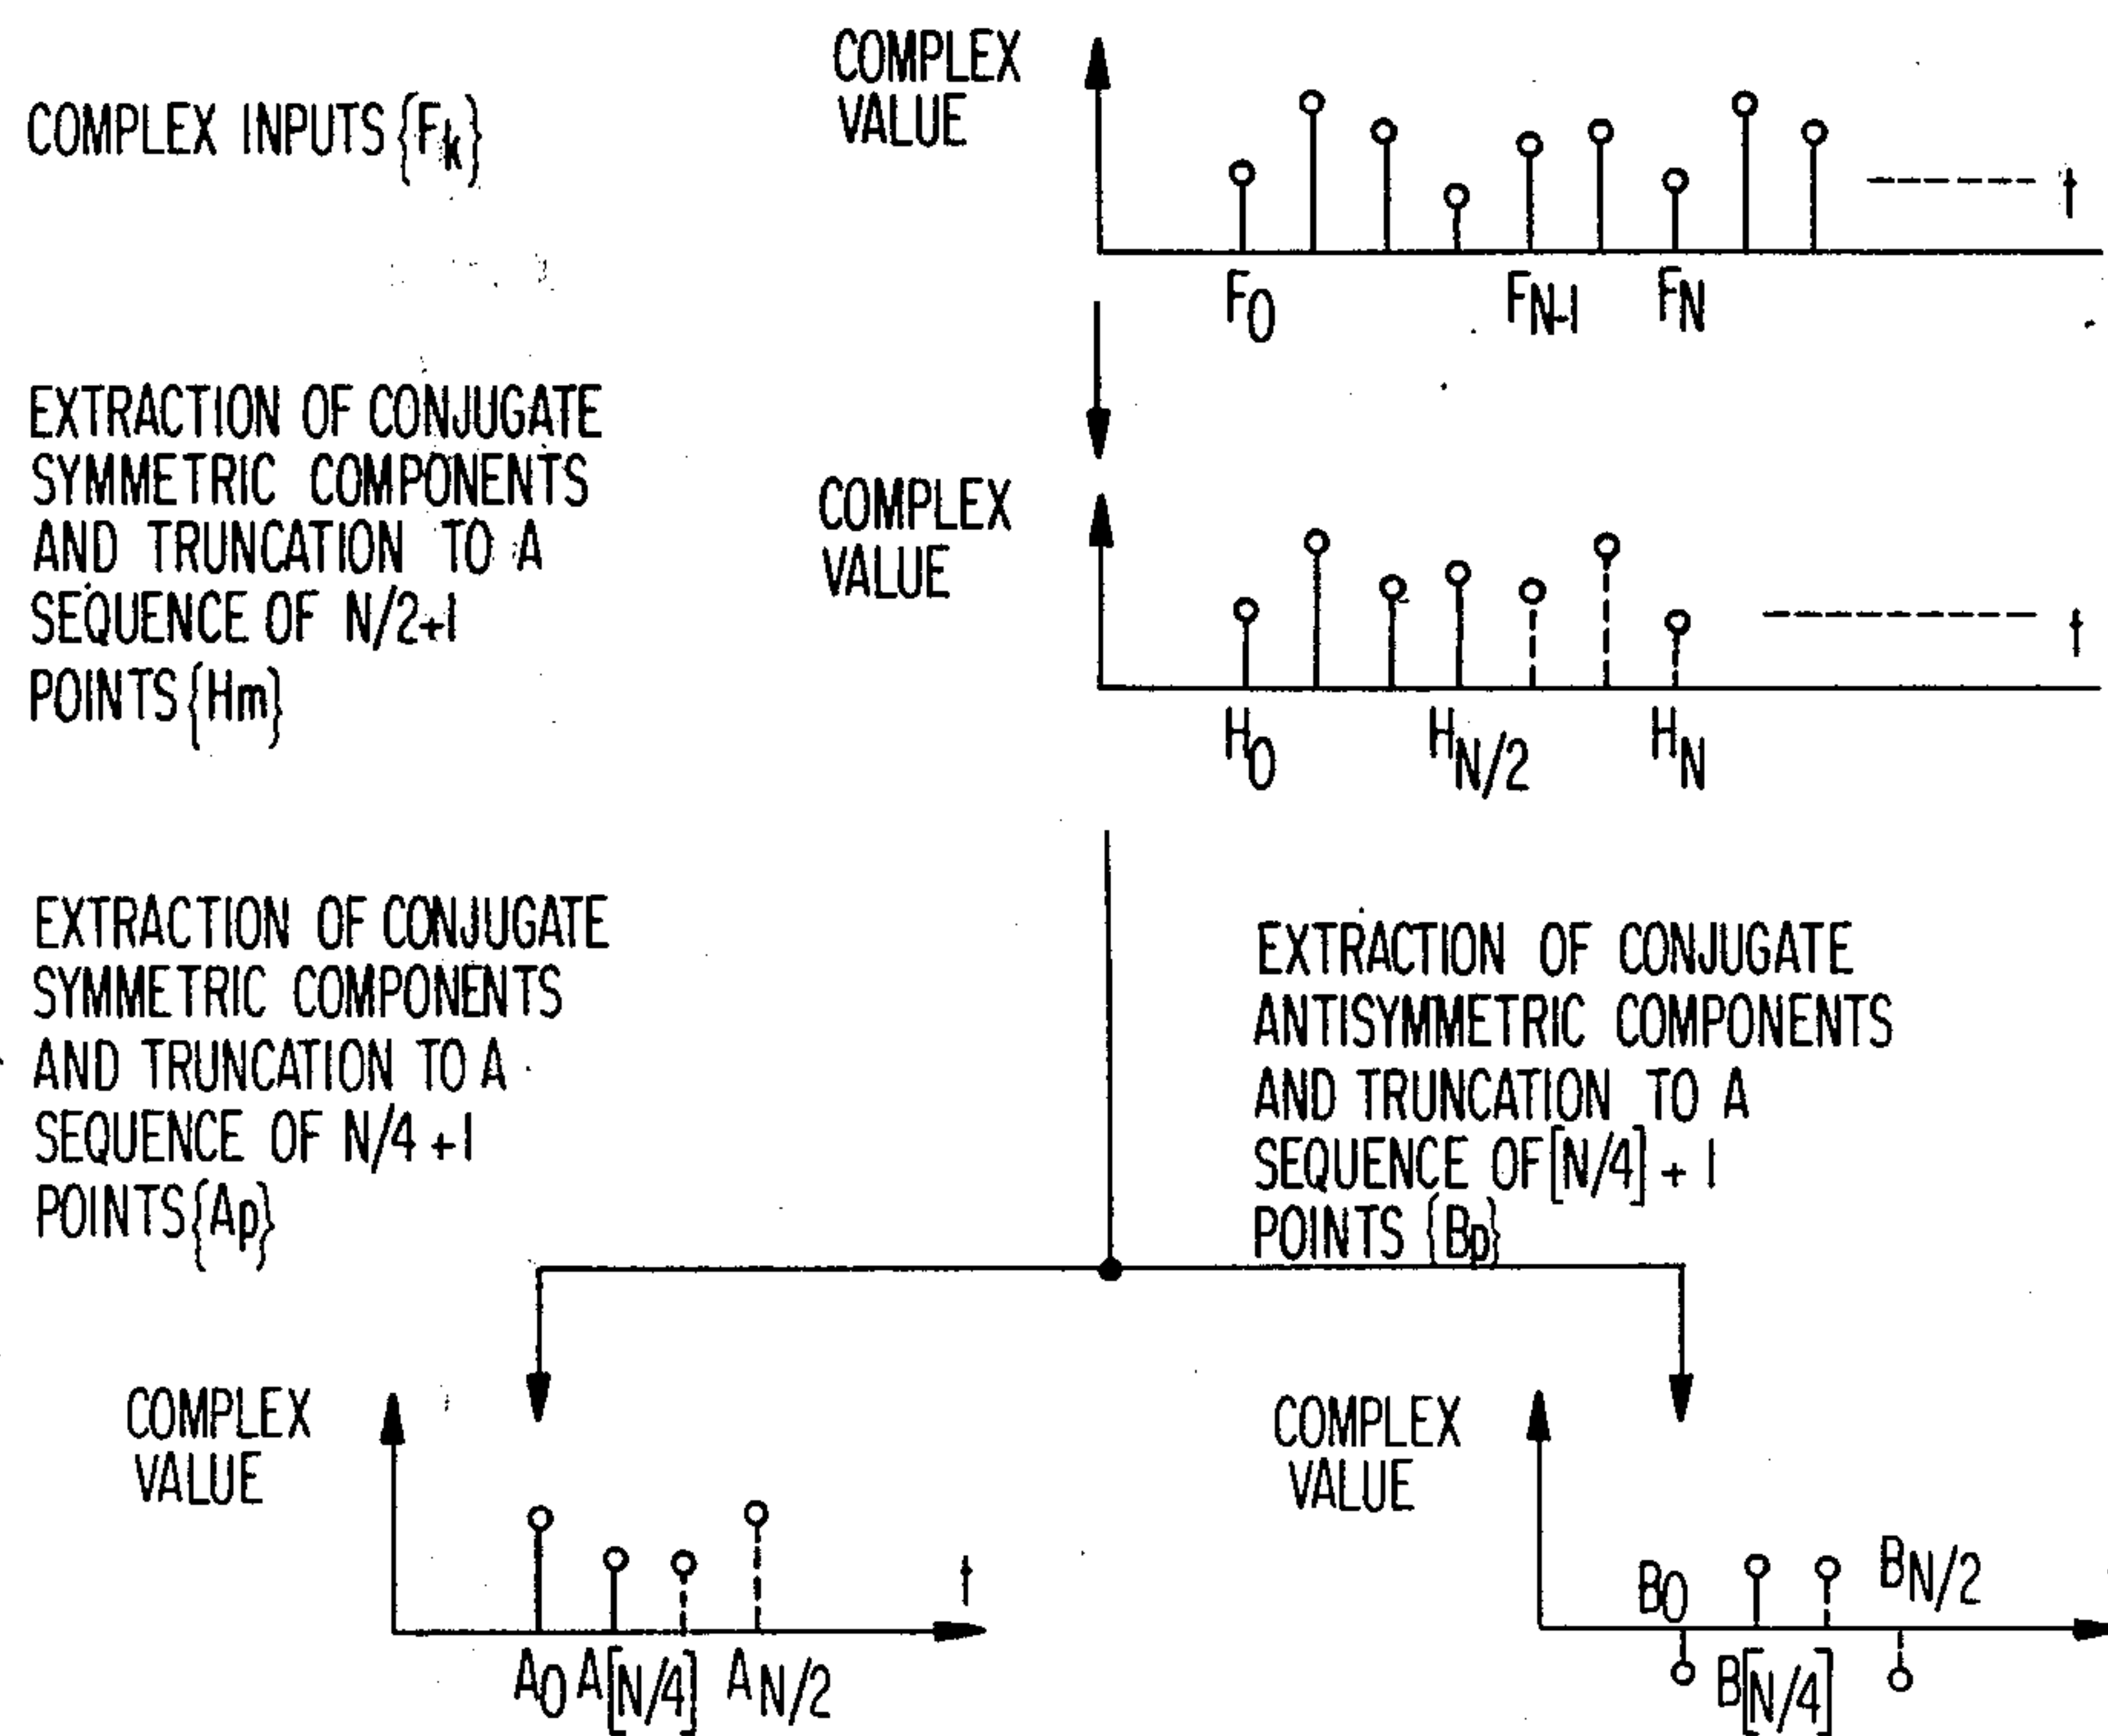 COMPLEX INPUTS {Fk}
COMPLEX
VALUE
t
F0 FN-1 FN
EXTRACTION OF CONJUGATE
SYMMETRIC COMPONENTS
AND TRUNCATION TO A
SEQUENCE OF N/2+1
POINTS {Hm}
COMPLEX
VALUE
t
H0 HN/2 HN
EXTRACTION OF CONJUGATE
SYMMETRIC COMPONENTS
AND TRUNCATION TO A
SEQUENCE OF N/4 +1
POINTS {Ap}
EXTRACTION OF CONJUGATE
ANTISYMMETRIC COMPONENTS
AND TRUNCATION TO A
SEQUENCE OF [N/4] + 1
POINTS {Bp}
COMPLEX
VALUE
t
A0 A[N/4] AN/2
COMPLEX
VALUE
B0 BN/2
B[N/4]